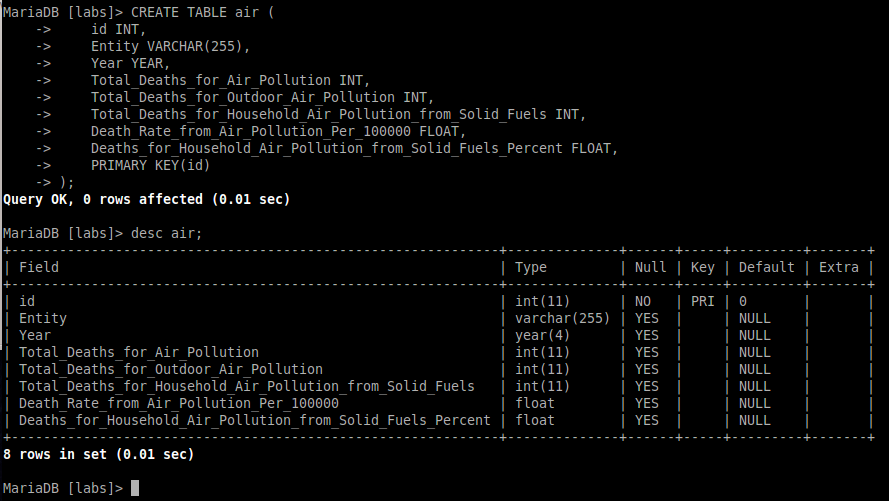 MariaDB [labs]> CREATE TABLE air (
    ->     id INT,
    ->     Entity VARCHAR(255),
    ->     Year YEAR,
    ->     Total_Deaths_for_Air_Pollution INT,
    ->     Total_Deaths_for_Outdoor_Air_Pollution INT,
    ->     Total_Deaths_for_Household_Air_Pollution_from_Solid_Fuels INT,
    ->     Death_Rate_from_Air_Pollution_Per_100000 FLOAT,
    ->     Deaths_for_Household_Air_Pollution_from_Solid_Fuels_Percent FLOAT,
    ->     PRIMARY KEY(id)
    -> );
Query OK, 0 rows affected (0.01 sec)

MariaDB [labs]> desc air;
+-------------------------------------------------------------+--------------+------+-----+---------+-------+
| Field                                                       | Type         | Null | Key | Default | Extra |
+-------------------------------------------------------------+--------------+------+-----+---------+-------+
| id                                                          | int(11)      | NO   | PRI | 0       |       |
| Entity                                                      | varchar(255) | YES  |     | NULL    |       |
| Year                                                        | year(4)      | YES  |     | NULL    |       |
| Total_Deaths_for_Air_Pollution                              | int(11)      | YES  |     | NULL    |       |
| Total_Deaths_for_Outdoor_Air_Pollution                      | int(11)      | YES  |     | NULL    |       |
| Total_Deaths_for_Household_Air_Pollution_from_Solid_Fuels   | int(11)      | YES  |     | NULL    |       |
| Death_Rate_from_Air_Pollution_Per_100000                    | float        | YES  |     | NULL    |       |
| Deaths_for_Household_Air_Pollution_from_Solid_Fuels_Percent | float        | YES  |     | NULL    |       |
+-------------------------------------------------------------+--------------+------+-----+---------+-------+
8 rows in set (0.01 sec)

MariaDB [labs]>